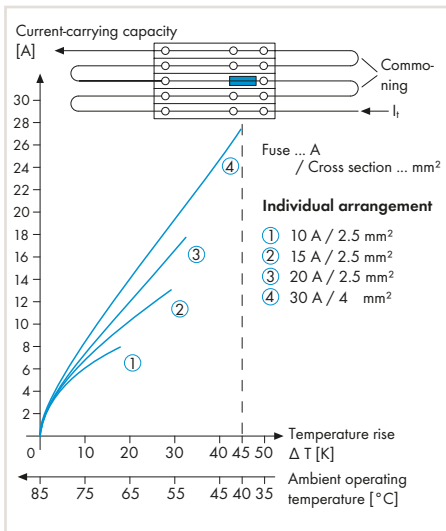 Current-carrying capacity
[A]
Commo-
ning
Iₜ
30
28
26
24
22
20
18
16
14
12
10
8
6
4
2
Fuse ... A
/ Cross section ... mm²
Individual arrangement
① 10 A / 2.5 mm²
② 15 A / 2.5 mm²
③ 20 A / 2.5 mm²
④ 30 A / 4 mm²
④
③
②
①
0 10 20 30 40 45 50
Temperature rise
Δ T [K]
85 75 65 55 45 40 35
Ambient operating
temperature [°C]